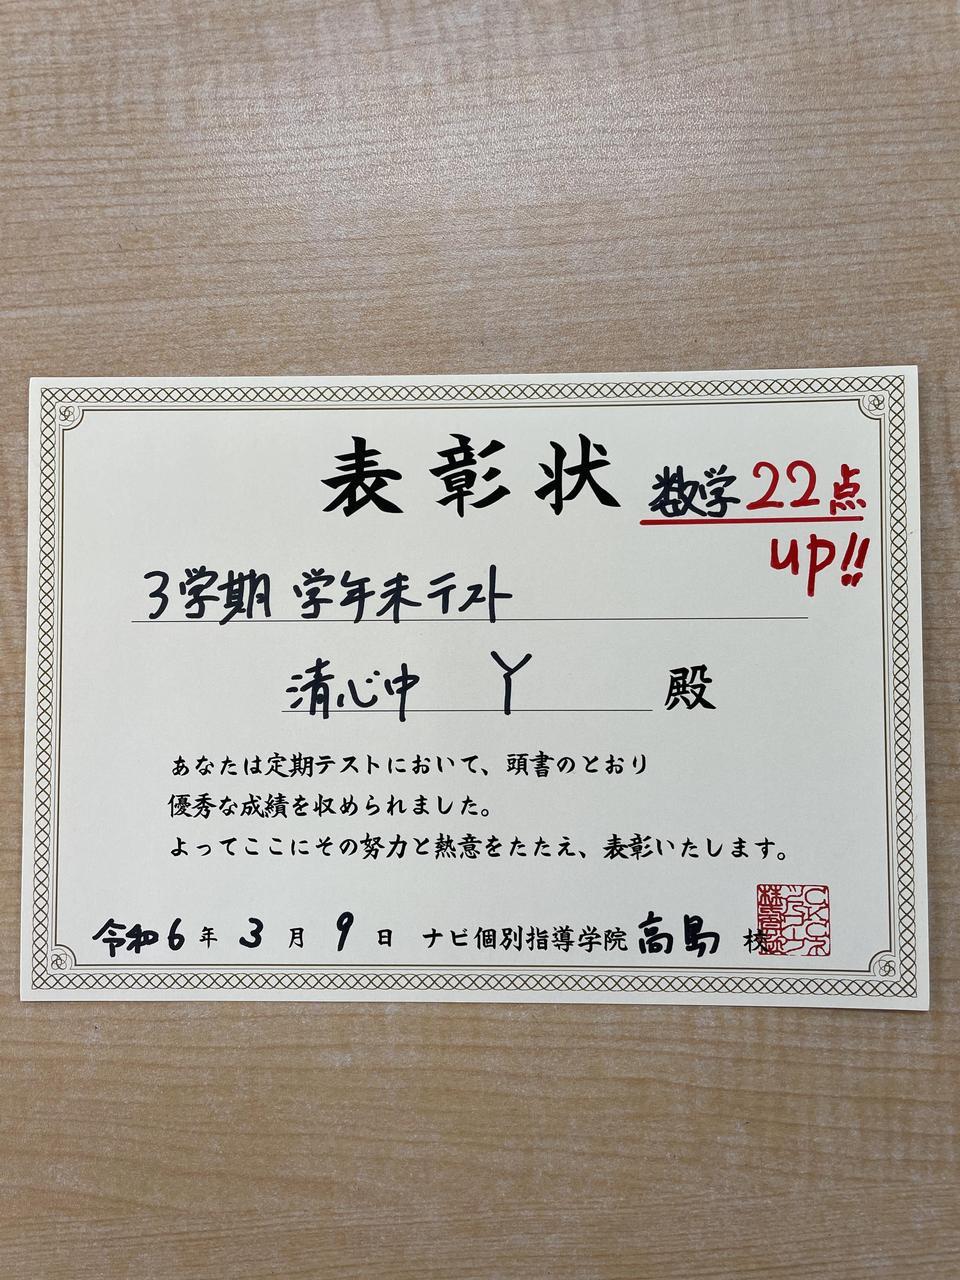 表彰状 数学22点
up!!
3学期 学年末テスト
清心中 Y 殿
あなたは定期テストにおいて、頭書のとおり
優秀な成績を収められました。
よってここにその努力と熱意をたたえ、表彰いたします。
令和6年3月9日 ナビ個別指導学院 高島 校